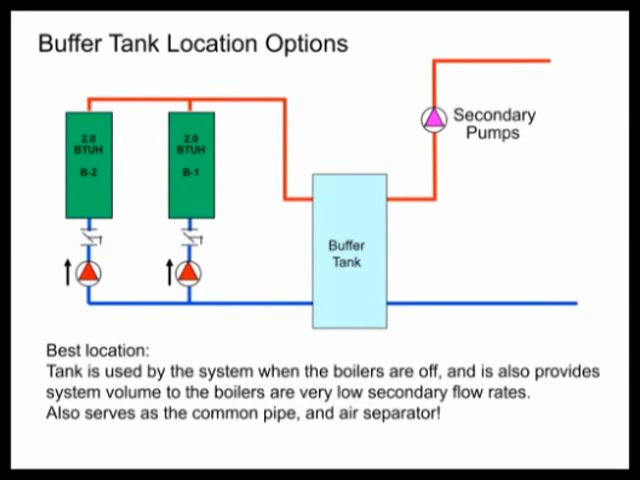 Buffer Tank Location Options
Secondary
Pumps
2.0
BTUH
B-2
2.0
BTUH
B-1
Buffer
Tank
Best location:
Tank is used by the system when the boilers are off, and is also provides
system volume to the boilers are very low secondary flow rates.
Also serves as the common pipe, and air separator!